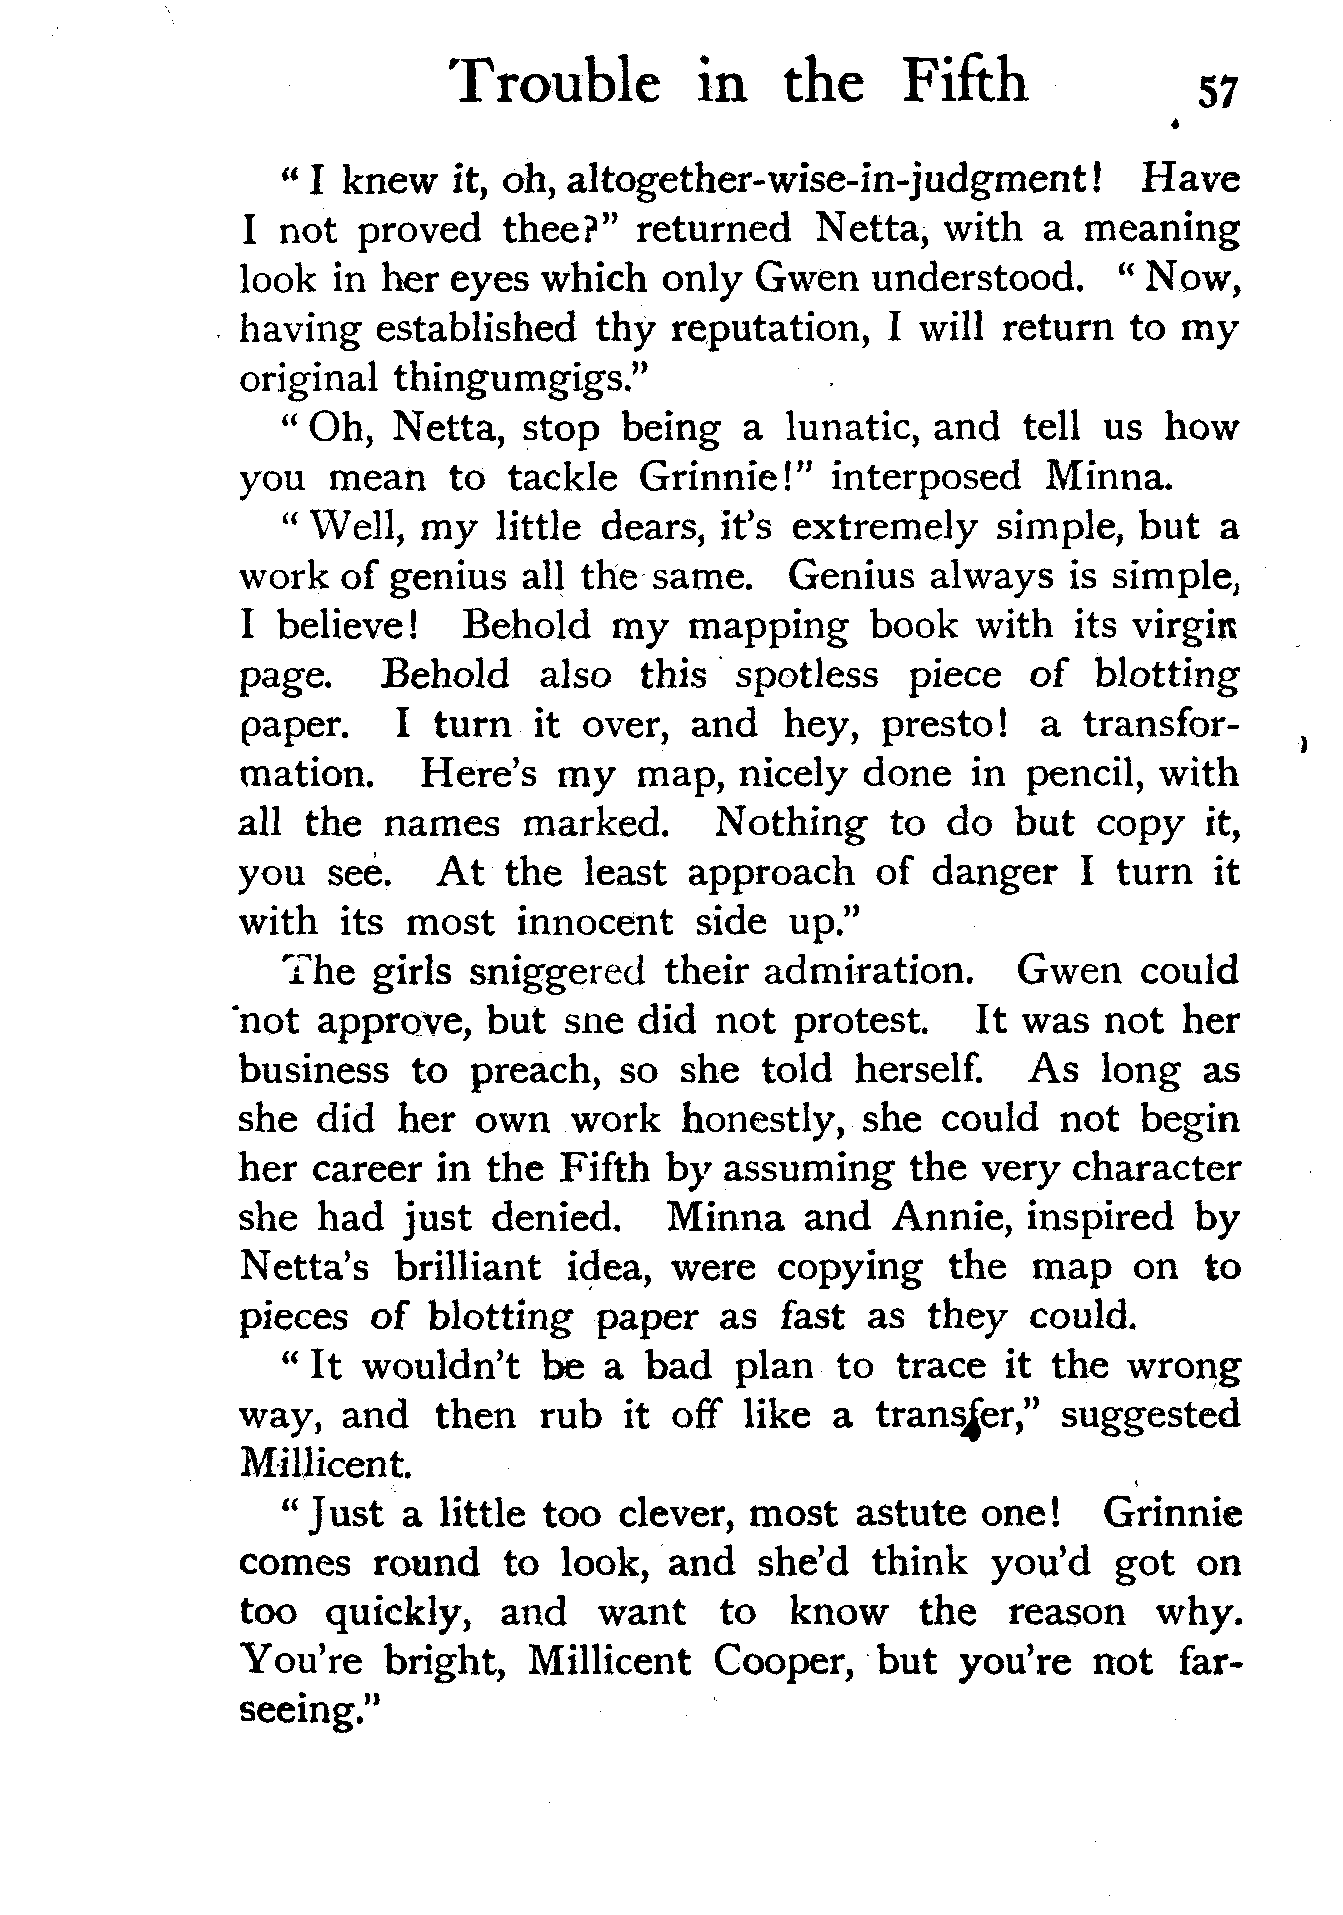 Trouble in the Fifth 57
“ I knew it, oh, altogether-wise-in-judgment! Have
I not proved thee?” returned Netta, with a meaning
look in her eyes which only Gwen understood. “ Now,
having established thy reputation, I will return to my
original thingumgigs.”
“ Oh, Netta, stop being a lunatic, and tell us how
you mean to tackle Grinnie!” interposed Minna.
“ Well, my little dears, it’s extremely simple, but a
work of genius all the same. Genius always is simple,
I believe! Behold my mapping book with its virgin
page. Behold also this spotless piece of blotting
paper. I turn it over, and hey, presto! a transfor-
mation. Here’s my map, nicely done in pencil, with
all the names marked. Nothing to do but copy it,
you see. At the least approach of danger I turn it
with its most innocent side up.”
The girls sniggered their admiration. Gwen could
not approve, but she did not protest. It was not her
business to preach, so she told herself. As long as
she did her own work honestly, she could not begin
her career in the Fifth by assuming the very character
she had just denied. Minna and Annie, inspired by
Netta’s brilliant idea, were copying the map on to
pieces of blotting paper as fast as they could.
“ It wouldn’t be a bad plan to trace it the wrong
way, and then rub it off like a transfer,” suggested
Millicent.
“ Just a little too clever, most astute one! Grinnie
comes round to look, and she’d think you’d got on
too quickly, and want to know the reason why.
You’re bright, Millicent Cooper, but you’re not far-
seeing.”